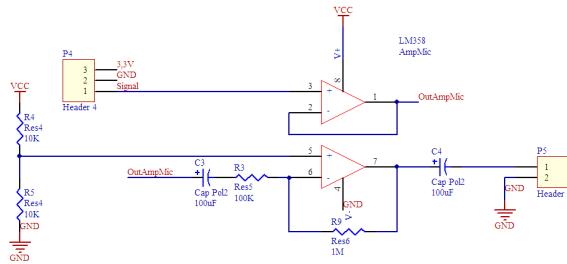 VCC
LM358
AmpMic
V+
8
P4
3
3,3V
2
GND
1
Signal
Header 4
3
+
2
-
1
OutAmpMic
VCC
R4
Res4
10K
5
+
6
-
7
4
GND
V-
OutAmpMic
C3
+
Cap Pol2
100uF
R3
Res5
100K
R9
Res6
1M
C4
+
Cap Pol2
100uF
P5
1
2
GND
Header
GND
R5
Res4
10K
GND
GND